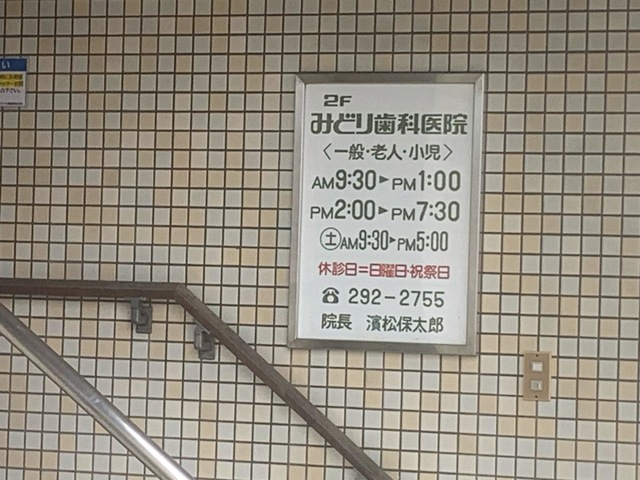 い
2F
みどり歯科医院
〈一般・老人・小児〉
AM9:30▶PM1:00
PM2:00▶PM7:30
㊏AM9:30▶PM5:00
休診日=日曜日・祝祭日
☎ 292-2755
院長 濱松保太郎